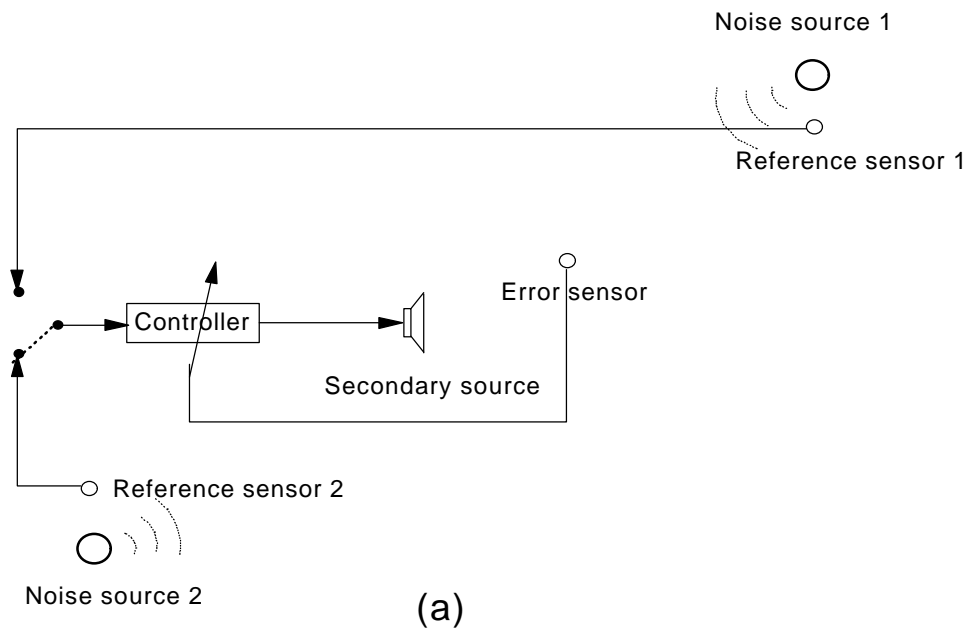 Noise source 1
Reference sensor 1
Error sensor
Controller
Secondary source
Reference sensor 2
Noise source 2
(a)